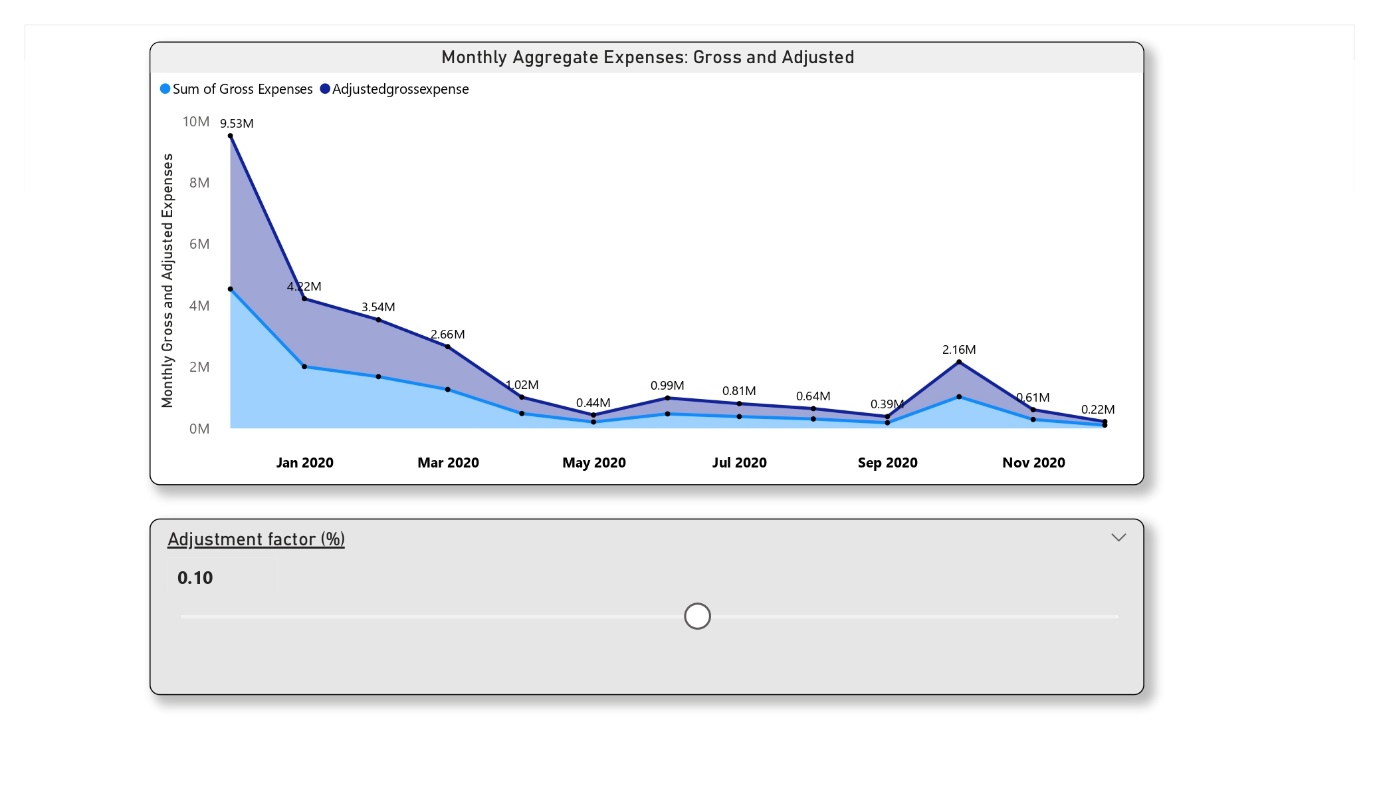 Monthly Aggregate Expenses: Gross and Adjusted
Sum of Gross Expenses Adjustedgrossexpense
Monthly Gross and Adjusted Expenses
10M
8M
6M
4M
2M
0M
9.53M
4.22M
3.54M
2.66M
1.02M
0.44M
0.99M
0.81M
0.64M
0.39M
2.16M
0.61M
0.22M
Jan 2020 Mar 2020 May 2020 Jul 2020 Sep 2020 Nov 2020
Adjustment factor (%)
0.10